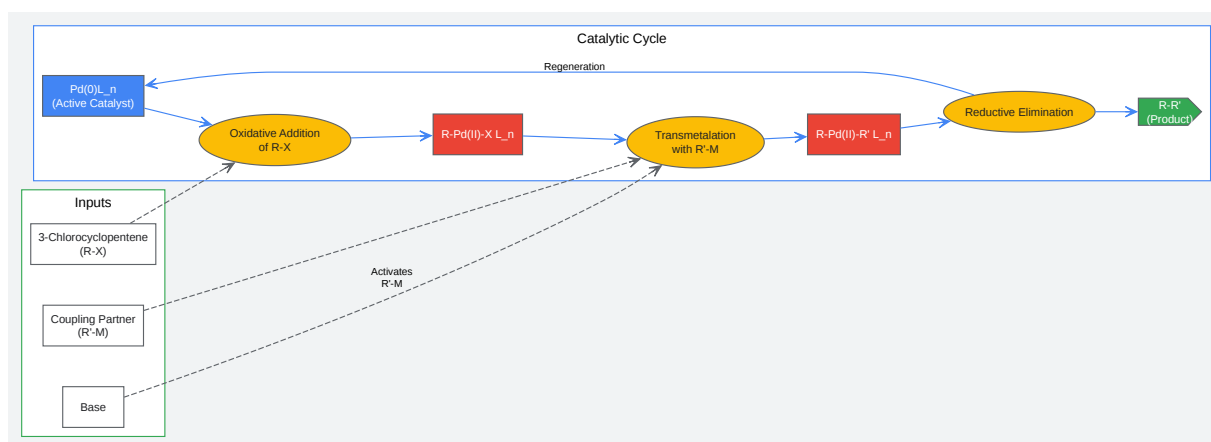 Catalytic Cycle
Regeneration
Pd(0)L_n
(Active Catalyst)
Oxidative Addition
of R-X
R-Pd(II)-X L_n
Transmetalation
with R'-M
R-Pd(II)-R' L_n
Reductive Elimination
R-R'
(Product)
Inputs
3-Chlorocyclopentene
(R-X)
Coupling Partner
(R'-M)
Base
Activates
R'-M